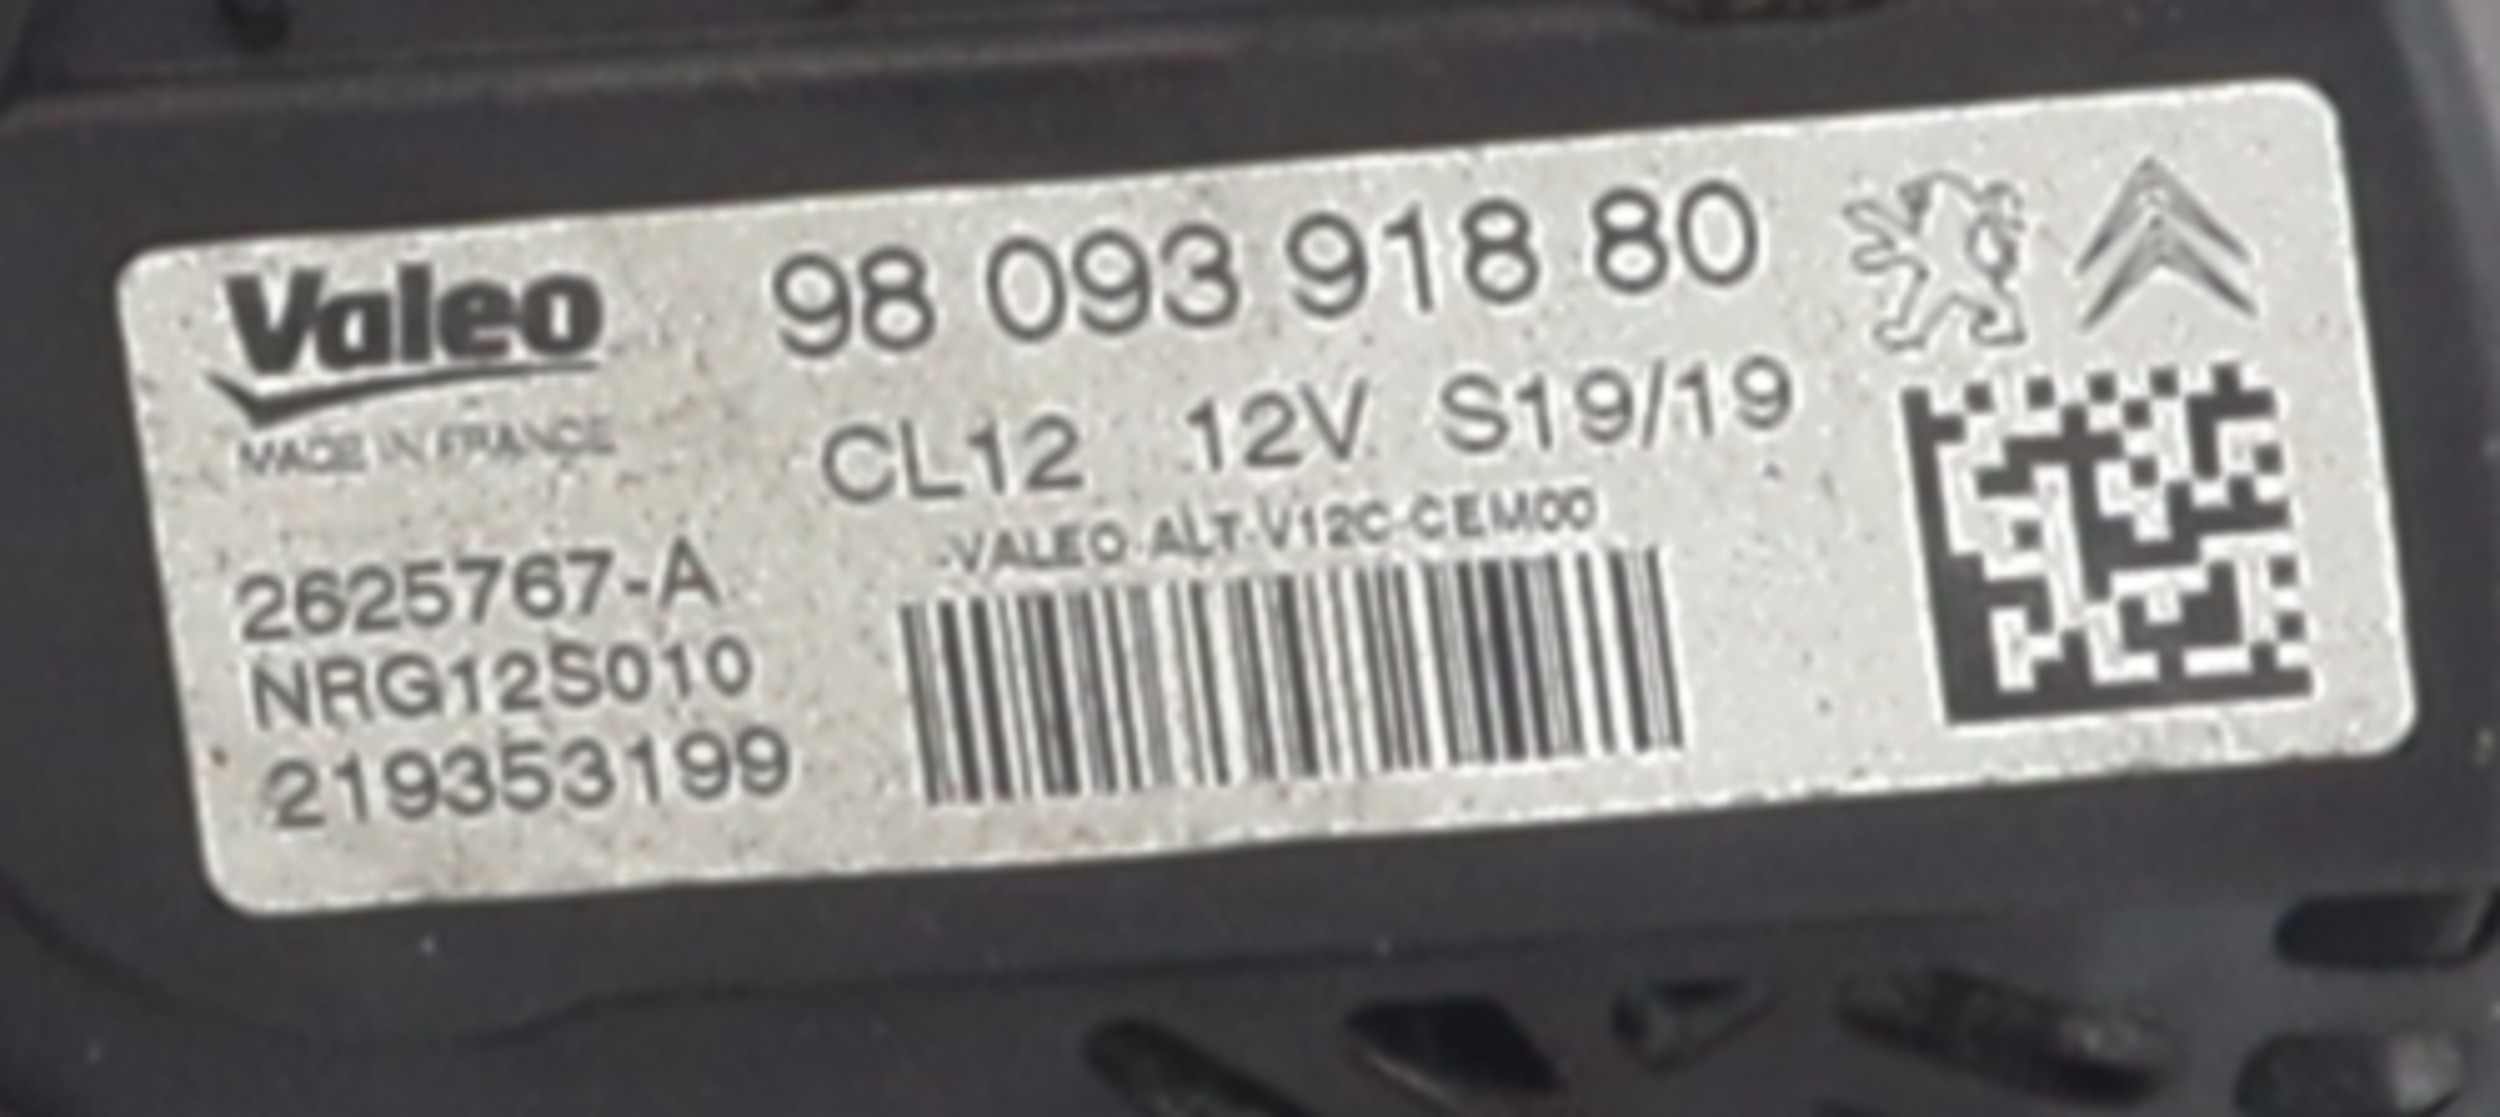 Valeo
MADE IN FRANCE
98 093 918 80
CL12 12V S19/19
-VALEO-ALT-V12C-CEM00
2625767-A
NRG12S010
219353199